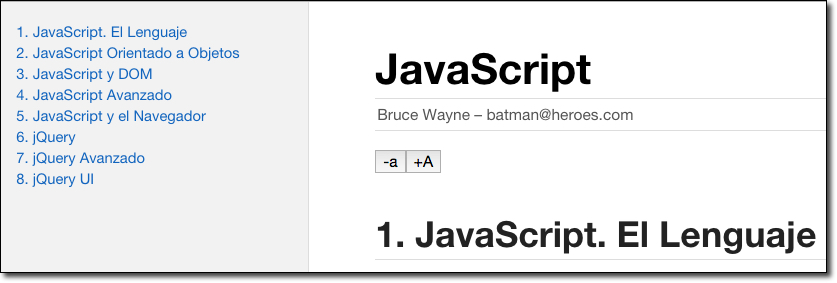 1. JavaScript. El Lenguaje
2. JavaScript Orientado a Objetos
3. JavaScript y DOM
4. JavaScript Avanzado
5. JavaScript y el Navegador
6. jQuery
7. jQuery Avanzado
8. jQuery UI
JavaScript
Bruce Wayne – batman@heroes.com
-a +A
1. JavaScript. El Lenguaje